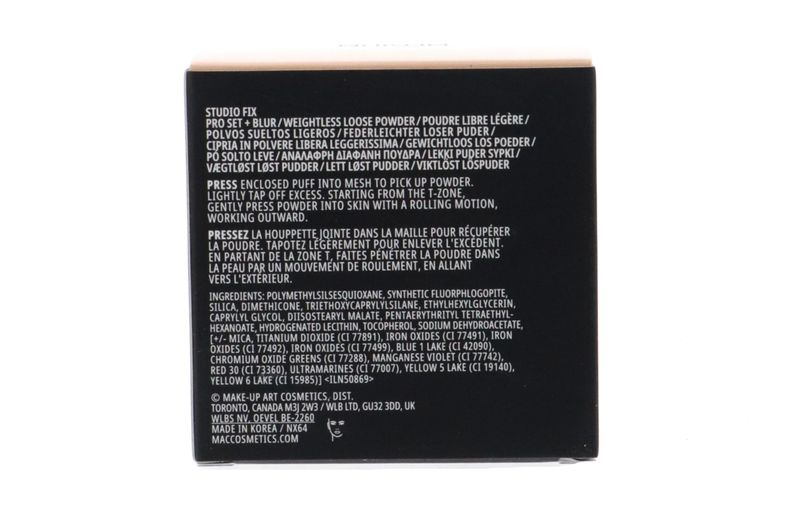 STUDIO FIX
PRO SET + BLUR / WEIGHTLESS LOOSE POWDER / POUDRE LIBRE LÉGÈRE /
POLVOS SUELTOS LIGEROS / FEDERLEICHTER LOSER PUDER /
CIPRIA IN POLVERE LIBERA LEGGERISSIMA / GEWICHTLOOS LOS POEDER /
PÓ SOLTO LEVE / ΑΝΑΛΑΦΡΗ ΔΙΑΦΑΝΗ ΠΟΥΔΡΑ / LEKKI PUDER SYPKI /
VÆGTLØST LØST PUDDER / LETT LØST PUDDER / VIKTLÖST LÖSPUDER
PRESS ENCLOSED PUFF INTO MESH TO PICK UP POWDER.
LIGHTLY TAP OFF EXCESS. STARTING FROM THE T-ZONE,
GENTLY PRESS POWDER INTO SKIN WITH A ROLLING MOTION,
WORKING OUTWARD.
PRESSEZ LA HOUPPETTE JOINTE DANS LA MAILLE POUR RÉCUPÉRER
LA POUDRE. TAPOTEZ LÉGÈREMENT POUR ENLEVER L'EXCÉDENT.
EN PARTANT DE LA ZONE T, FAITES PÉNÉTRER LA POUDRE DANS
LA PEAU PAR UN MOUVEMENT DE ROULEMENT, EN ALLANT
VERS L'EXTÉRIEUR.
INGREDIENTS: POLYMETHYLSILSESQUIOXANE, SYNTHETIC FLUORPHLOGOPITE,
SILICA, DIMETHICONE, TRIETHOXYCAPRYLYLSILANE, ETHYLHEXYLGLYCERIN,
CAPRYLYL GLYCOL, DIISOSTEARYL MALATE, PENTAERYTHRITYL TETRAETHYL-
HEXANOATE, HYDROGENATED LECITHIN, TOCOPHEROL, SODIUM DEHYDROACETATE,
[+/- MICA, TITANIUM DIOXIDE (CI 77891), IRON OXIDES (CI 77491), IRON
OXIDES (CI 77492), IRON OXIDES (CI 77499), BLUE 1 LAKE (CI 42090),
CHROMIUM OXIDE GREENS (CI 77288), MANGANESE VIOLET (CI 77742),
RED 30 (CI 73360), ULTRAMARINES (CI 77007), YELLOW 5 LAKE (CI 19140),
YELLOW 6 LAKE (CI 15985)] <ILN50869>
© MAKE-UP ART COSMETICS, DIST.
TORONTO, CANADA M3J 2W3 / WLB LTD, GU32 3DD, UK
WLBS NV, OEVEL BE-2260
MADE IN KOREA / NX64
MACCOSMETICS.COM